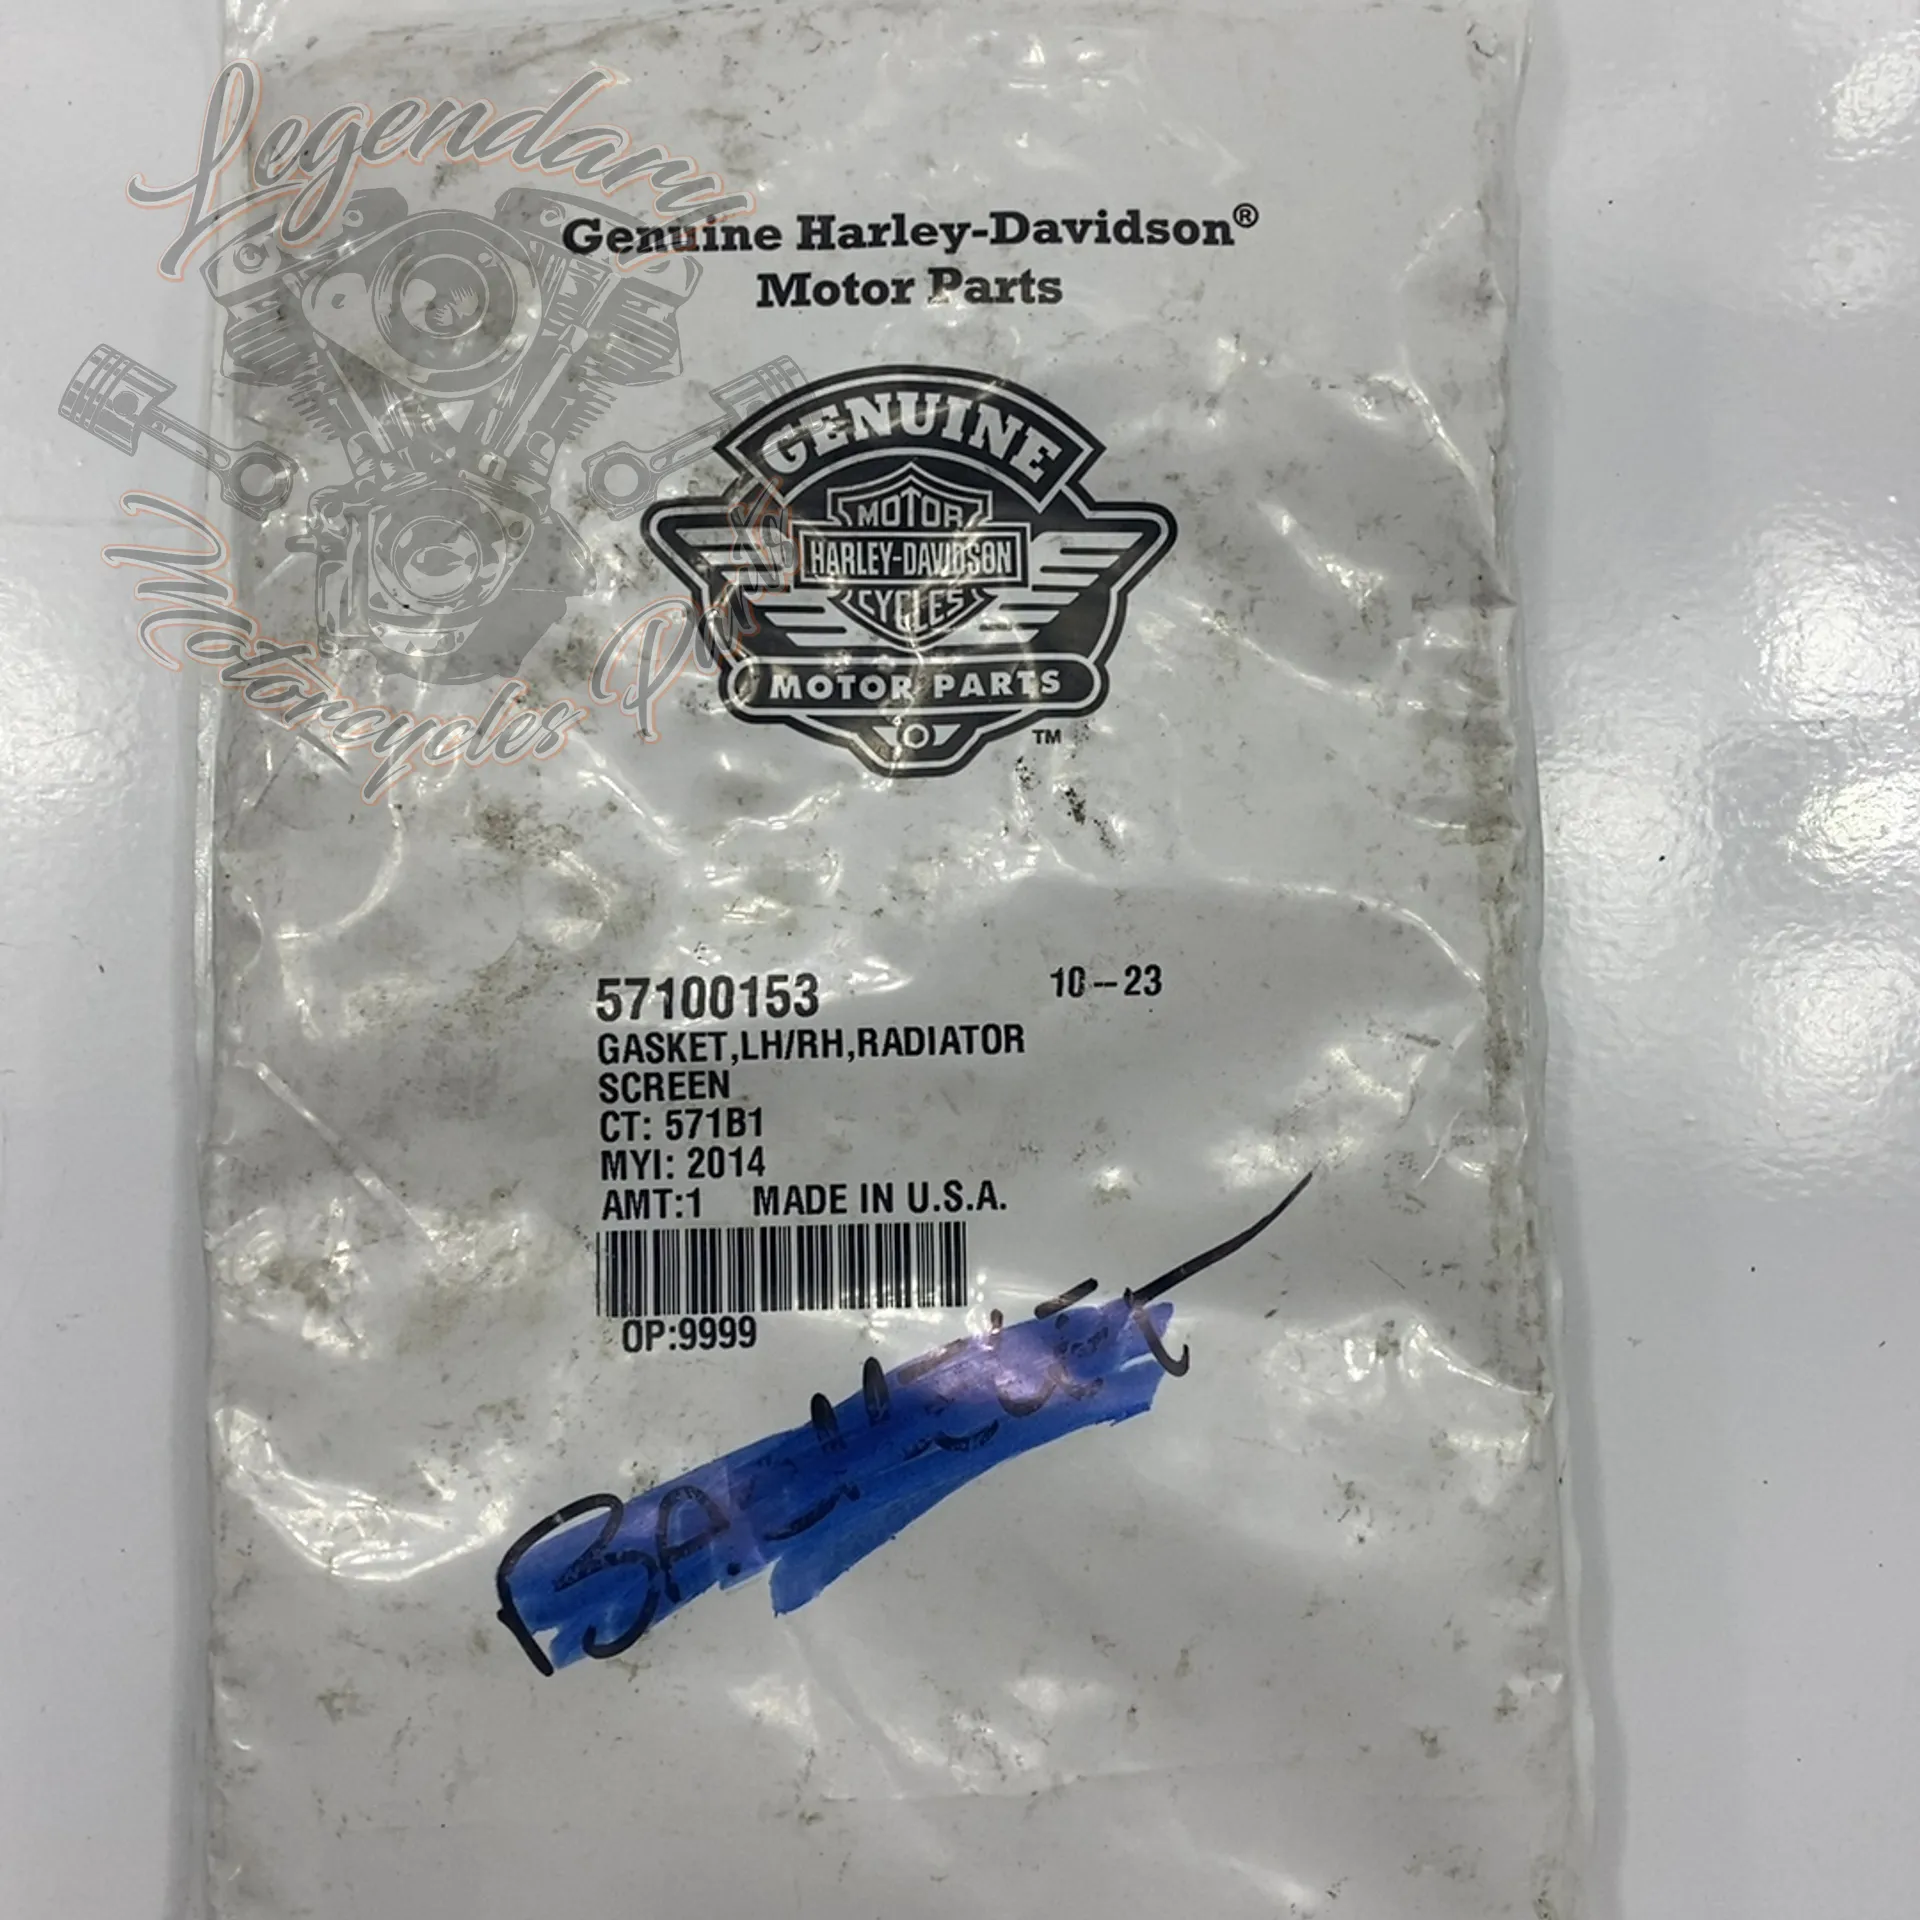 Legendary
Motorcycles Parts
Genuine Harley-Davidson®
Motor Parts
GENUINE
MOTOR
HARLEY-DAVIDSON
CYCLES
MOTOR PARTS
TM
57100153 10--23
GASKET,LH/RH,RADIATOR
SCREEN
CT: 571B1
MYI: 2014
AMT:1 MADE IN U.S.A.
OP:9999